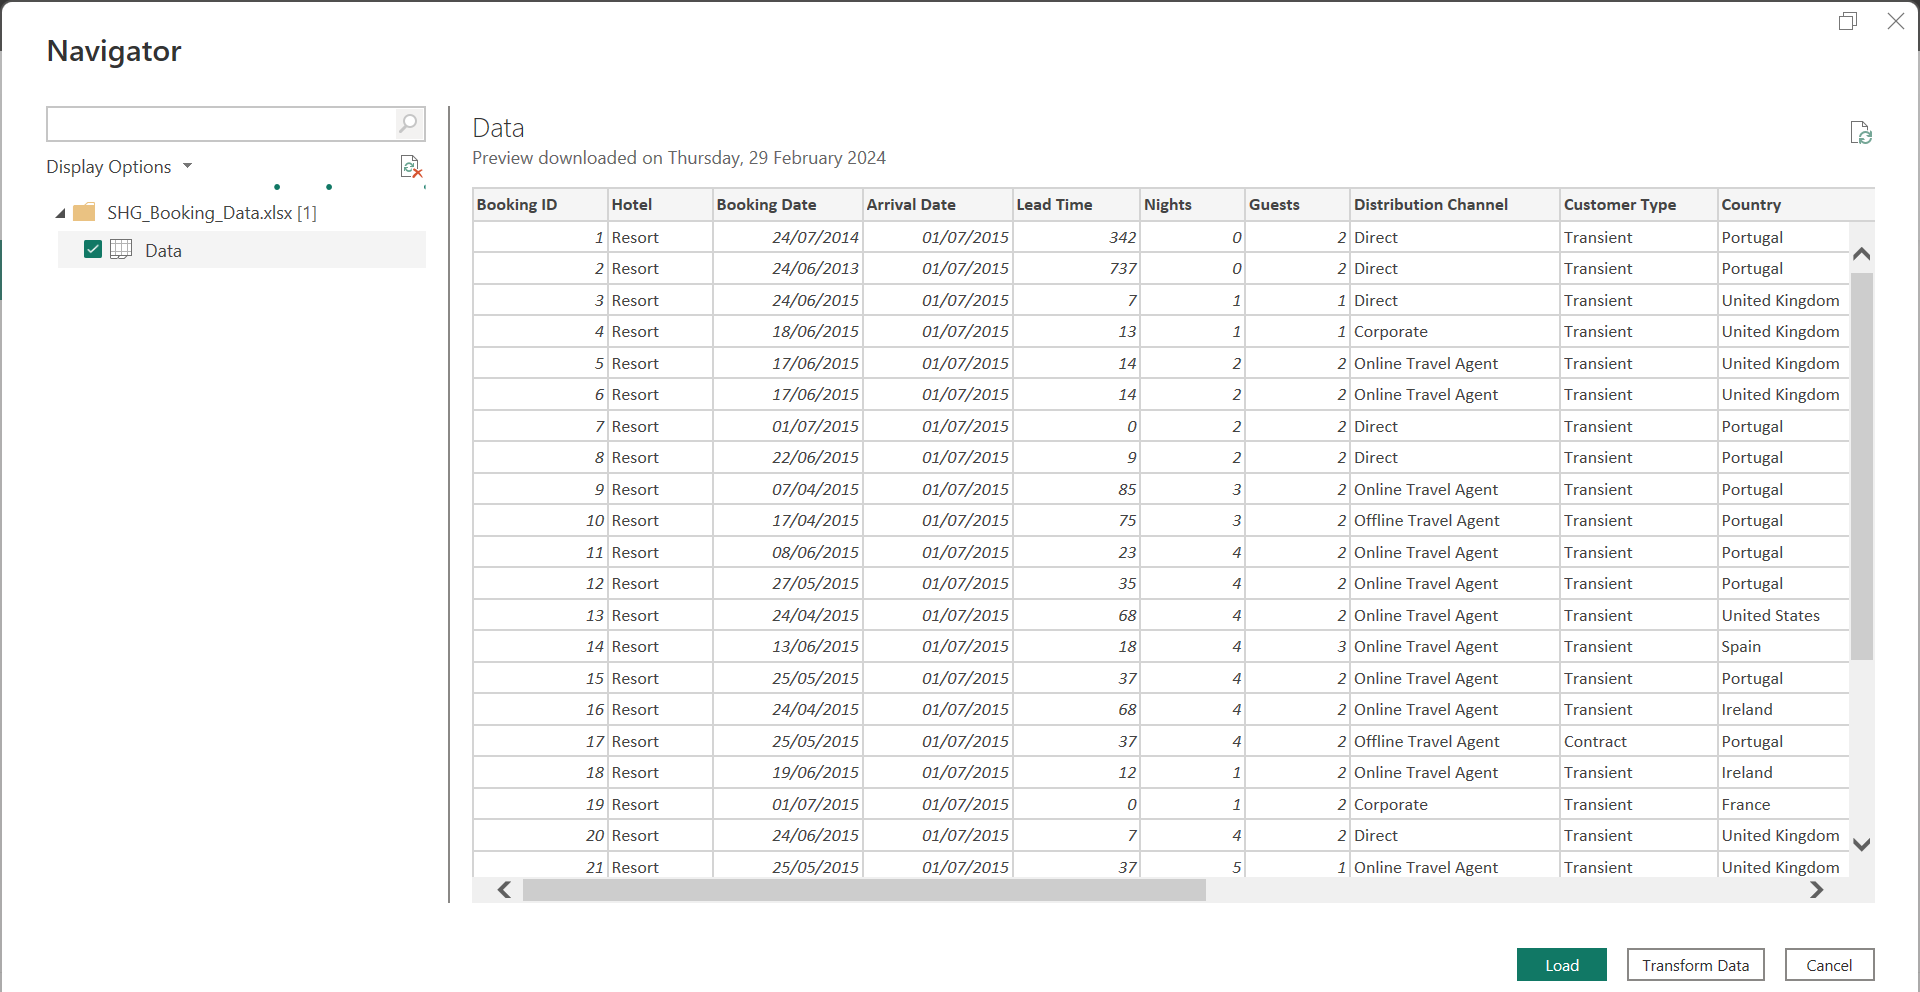 Navigator
Display Options
SHG_Booking_Data.xlsx [1]
Data
Data
Preview downloaded on Thursday, 29 February 2024
Booking ID Hotel Booking Date Arrival Date Lead Time Nights Guests Distribution Channel Customer Type Country
1 Resort 24/07/2014 01/07/2015 342 0 2 Direct Transient Portugal
2 Resort 24/06/2013 01/07/2015 737 0 2 Direct Transient Portugal
3 Resort 24/06/2015 01/07/2015 7 1 1 Direct Transient United Kingdom
4 Resort 18/06/2015 01/07/2015 13 1 1 Corporate Transient United Kingdom
5 Resort 17/06/2015 01/07/2015 14 2 2 Online Travel Agent Transient United Kingdom
6 Resort 17/06/2015 01/07/2015 14 2 2 Online Travel Agent Transient United Kingdom
7 Resort 01/07/2015 01/07/2015 0 2 2 Direct Transient Portugal
8 Resort 22/06/2015 01/07/2015 9 2 2 Direct Transient Portugal
9 Resort 07/04/2015 01/07/2015 85 3 2 Online Travel Agent Transient Portugal
10 Resort 17/04/2015 01/07/2015 75 3 2 Offline Travel Agent Transient Portugal
11 Resort 08/06/2015 01/07/2015 23 4 2 Online Travel Agent Transient Portugal
12 Resort 27/05/2015 01/07/2015 35 4 2 Online Travel Agent Transient Portugal
13 Resort 24/04/2015 01/07/2015 68 4 2 Online Travel Agent Transient United States
14 Resort 13/06/2015 01/07/2015 18 4 3 Online Travel Agent Transient Spain
15 Resort 25/05/2015 01/07/2015 37 4 2 Online Travel Agent Transient Portugal
16 Resort 24/04/2015 01/07/2015 68 4 2 Online Travel Agent Transient Ireland
17 Resort 25/05/2015 01/07/2015 37 4 2 Offline Travel Agent Contract Portugal
18 Resort 19/06/2015 01/07/2015 12 1 2 Online Travel Agent Transient Ireland
19 Resort 01/07/2015 01/07/2015 0 1 2 Corporate Transient France
20 Resort 24/06/2015 01/07/2015 7 4 2 Direct Transient United Kingdom
21 Resort 25/05/2015 01/07/2015 37 5 1 Online Travel Agent Transient United Kingdom
Load Transform Data Cancel